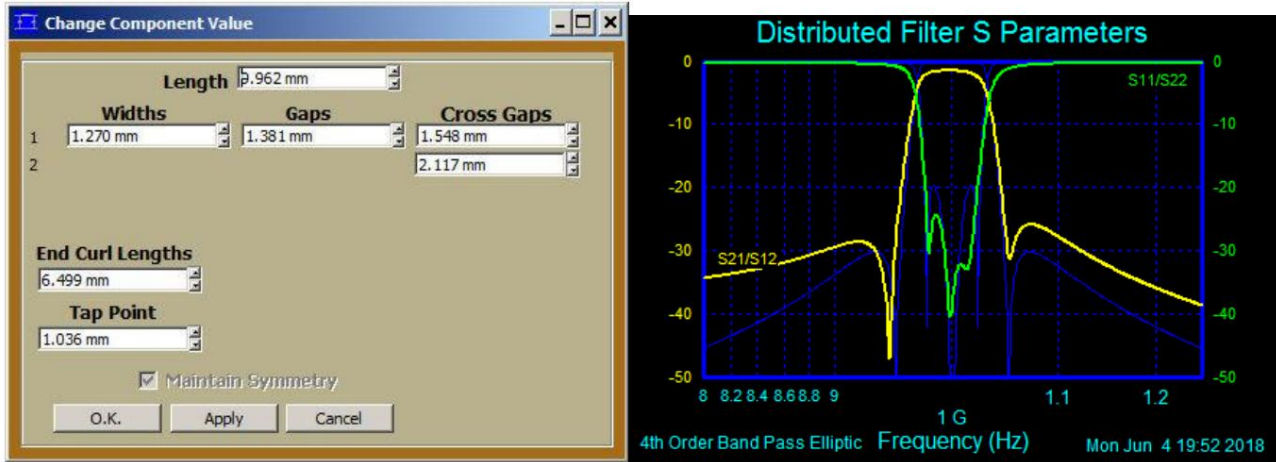 Change Component Value
Length 9.962 mm
Widths Gaps Cross Gaps
1 1.270 mm 1.381 mm 1.548 mm
2 2.117 mm
End Curl Lengths
6.499 mm
Tap Point
1.036 mm
Maintain Symmetry
O.K. Apply Cancel
Distributed Filter S Parameters
0 0
S11/S22
-10 -10
-20 -20
-30 -30
S21/S12
-40 -40
-50 -50
8 8.2 8.4 8.6 8.8 9 1.1 1.2
1 G
4th Order Band Pass Elliptic Frequency (Hz) Mon Jun 4 19:52 2018